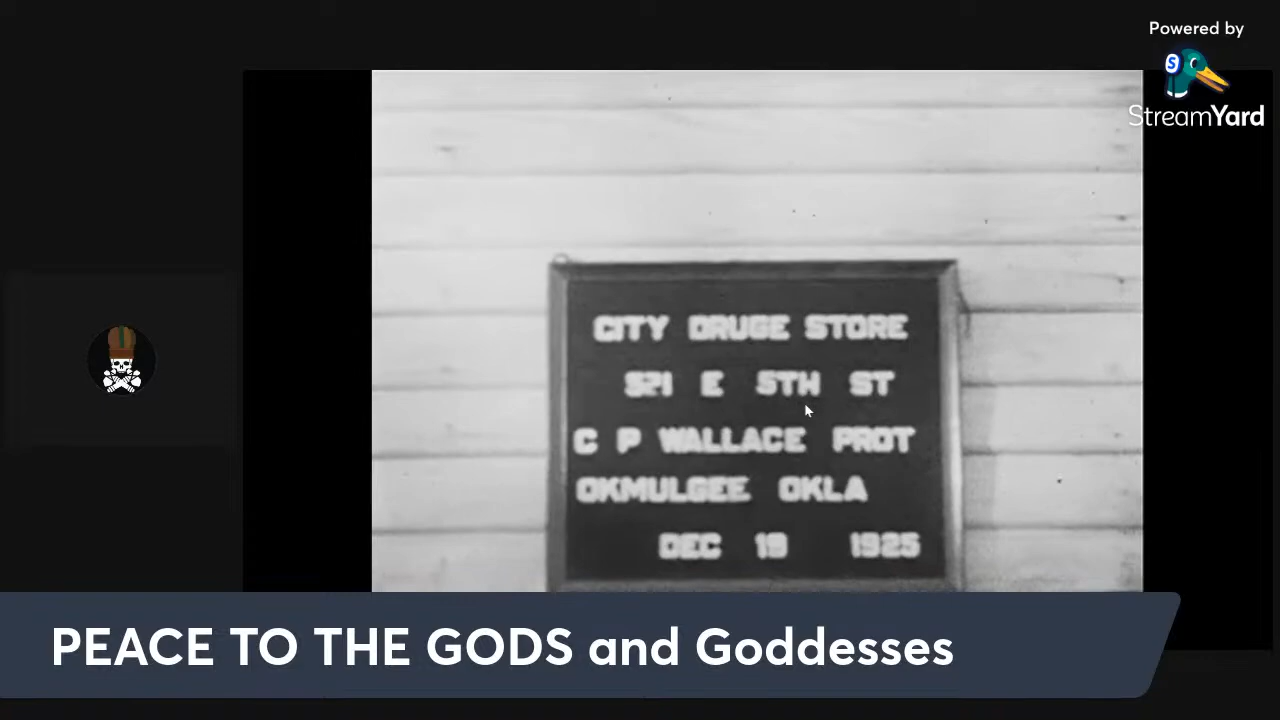 Powered by
StreamYard
CITY DRUGE STORE
521 E 5TH ST
C P WALLACE PROT
OKMULGEE OKLA
DEC 19 1925
PEACE TO THE GODS and Goddesses